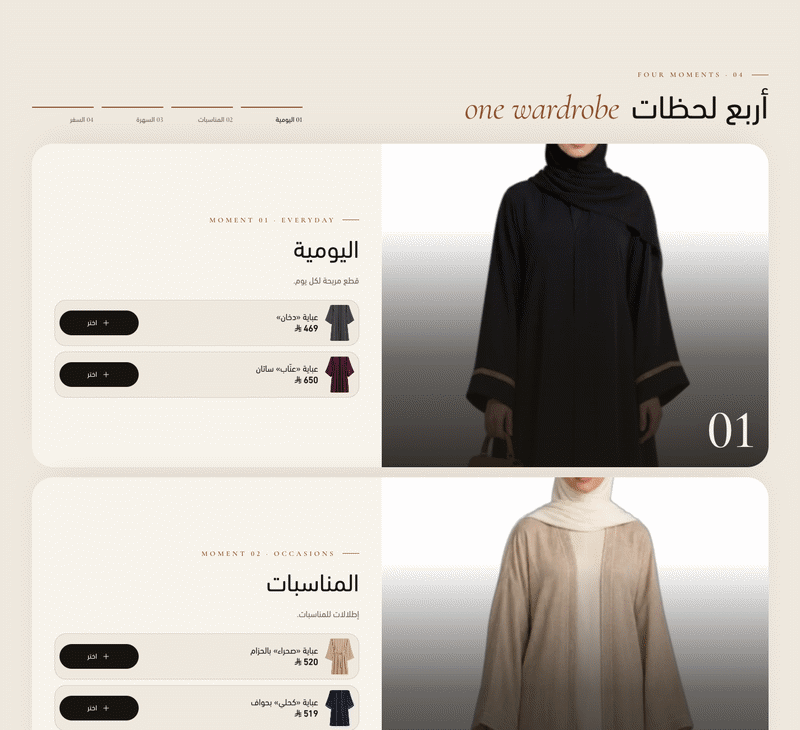 FOUR MOMENTS · 04
أربع لحظات one wardrobe
01 اليومية
02 المناسبات
03 السهرة
04 السفر
MOMENT 01 · EVERYDAY
اليومية
قطع مريحة لكل يوم.
عباية «دخان»
469
+ اختر
عباية «عنّاب» ساتان
650
+ اختر
01
MOMENT 02 · OCCASIONS
المناسبات
إطلالات للمناسبات.
عباية «صحراء» بالحزام
520
+ اختر
عباية «كحلي» بحواف
519
+ اختر